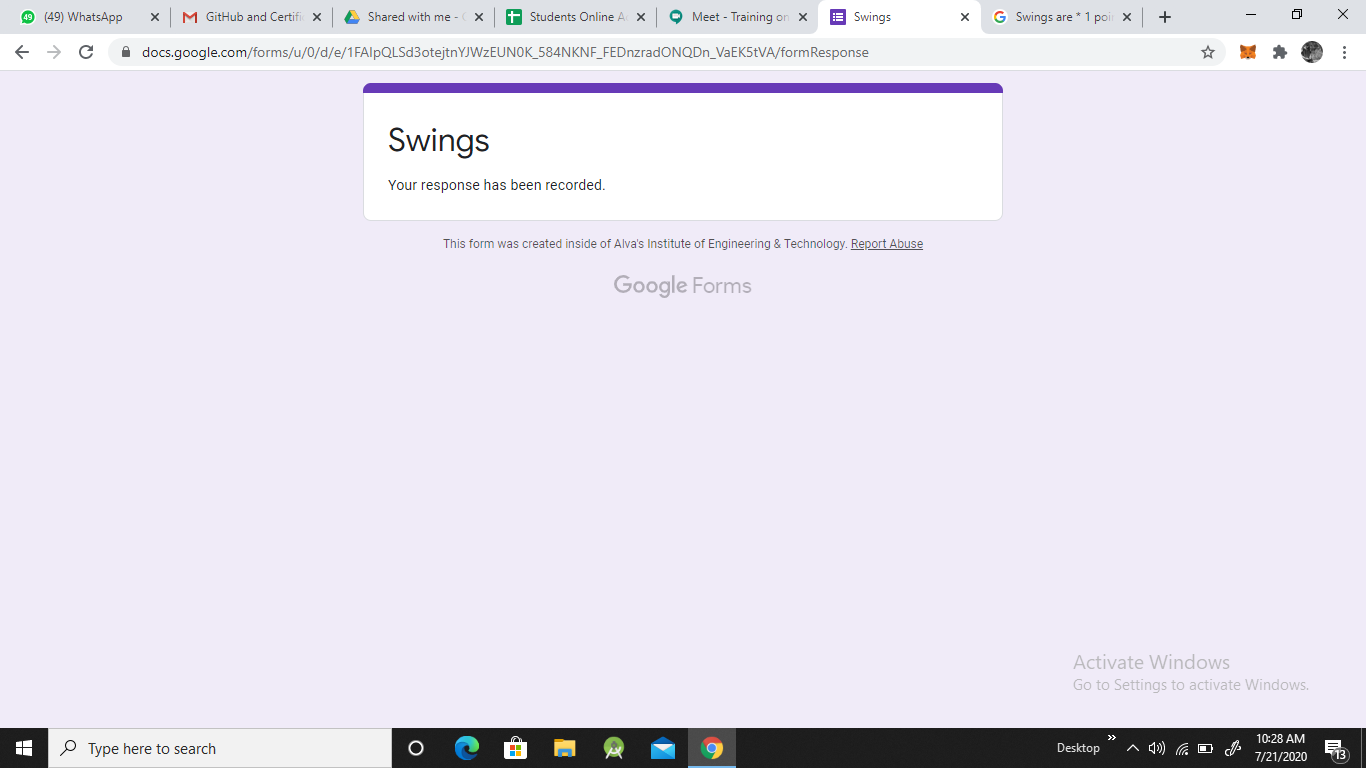 49 (49) WhatsApp
GitHub and Certifi
Shared with me -
Students Online A
Meet - Training on
Swings
Swings are * 1 poi
docs.google.com/forms/u/0/d/e/1FAIpQLSd3otejtnYJWzEUN0K_584NKNF_FEDnzradONQDn_VaEK5tVA/formResponse
Swings
Your response has been recorded.
This form was created inside of Alva's Institute of Engineering & Technology. Report Abuse
Google Forms
Activate Windows
Go to Settings to activate Windows.
Type here to search
Desktop
10:28 AM
7/21/2020
13